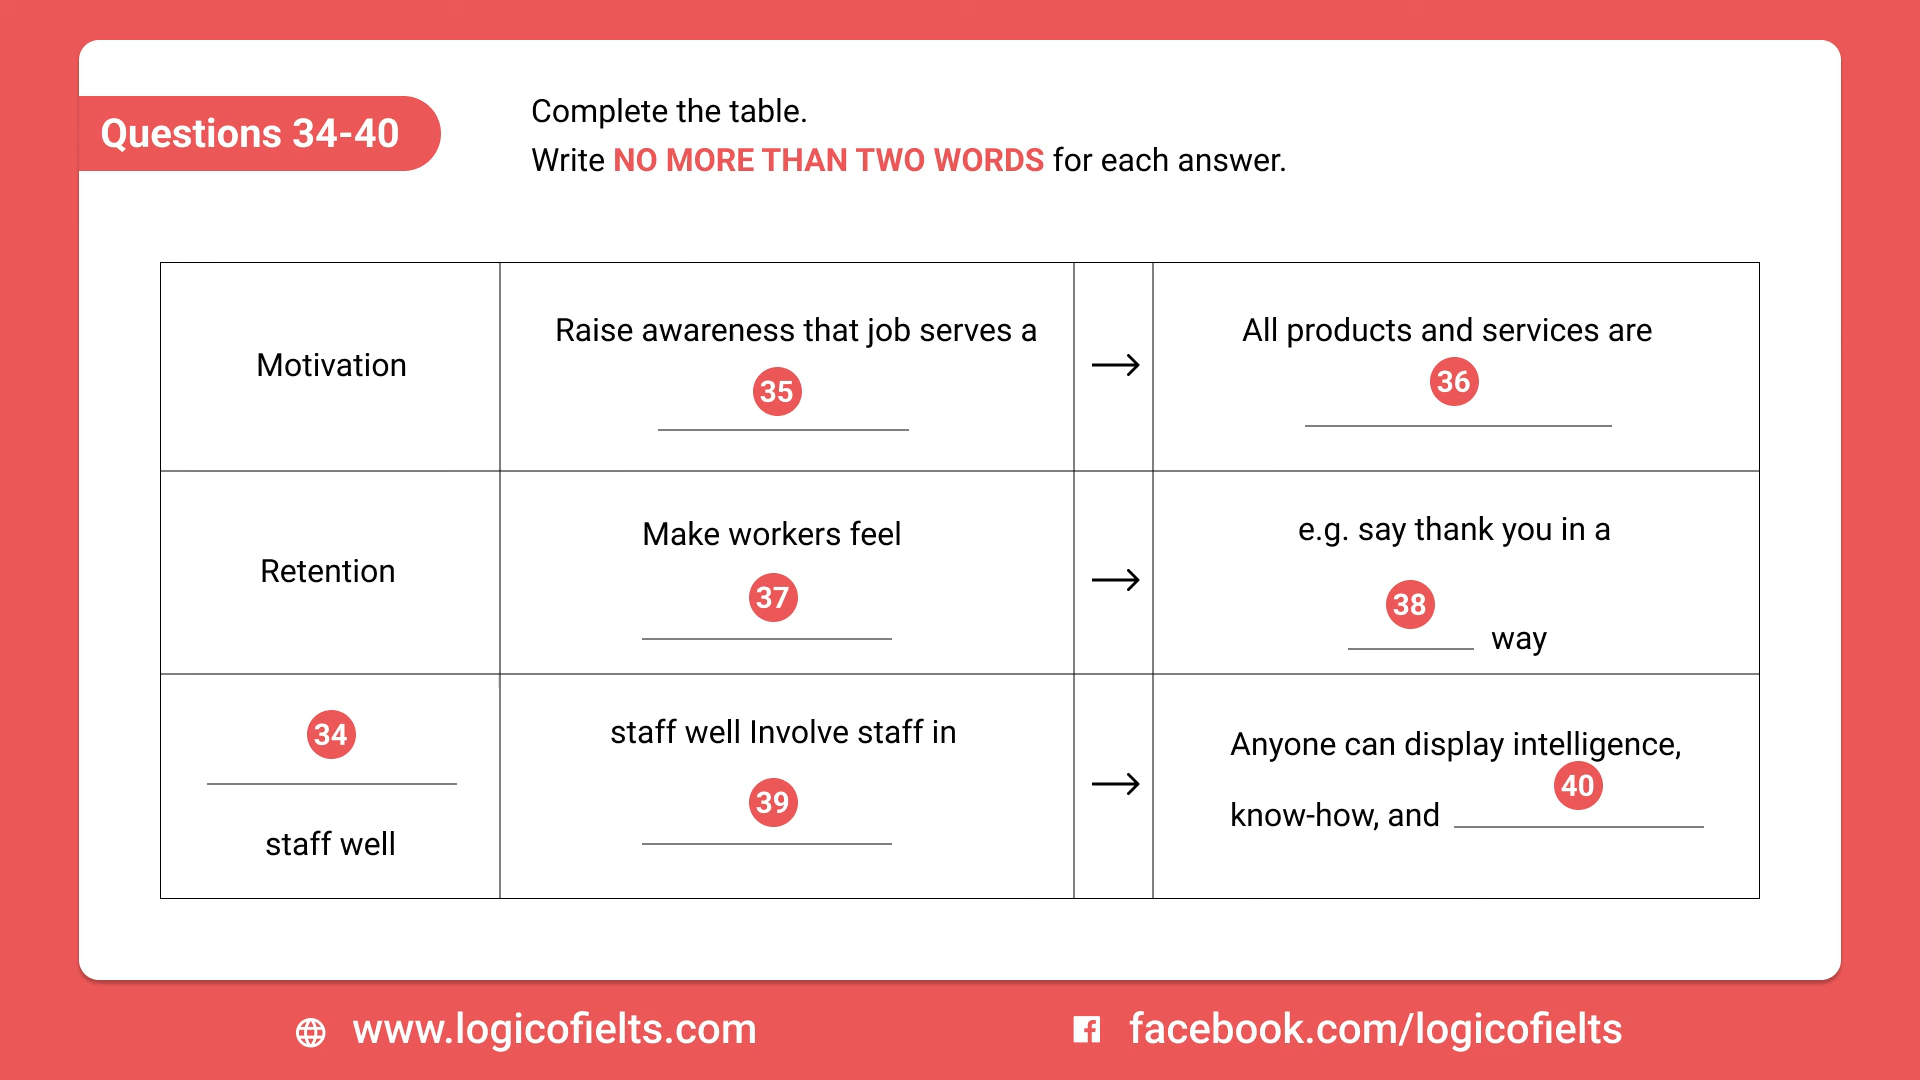 Questions 34-40
Complete the table.
Write NO MORE THAN TWO WORDS for each answer.
Motivation
Raise awareness that job serves a
35
All products and services are
36
Retention
Make workers feel
37
e.g. say thank you in a
38
way
34
staff well
staff well Involve staff in
39
Anyone can display intelligence,
40
know-how, and
www.logicofielts.com
facebook.com/logicofielts